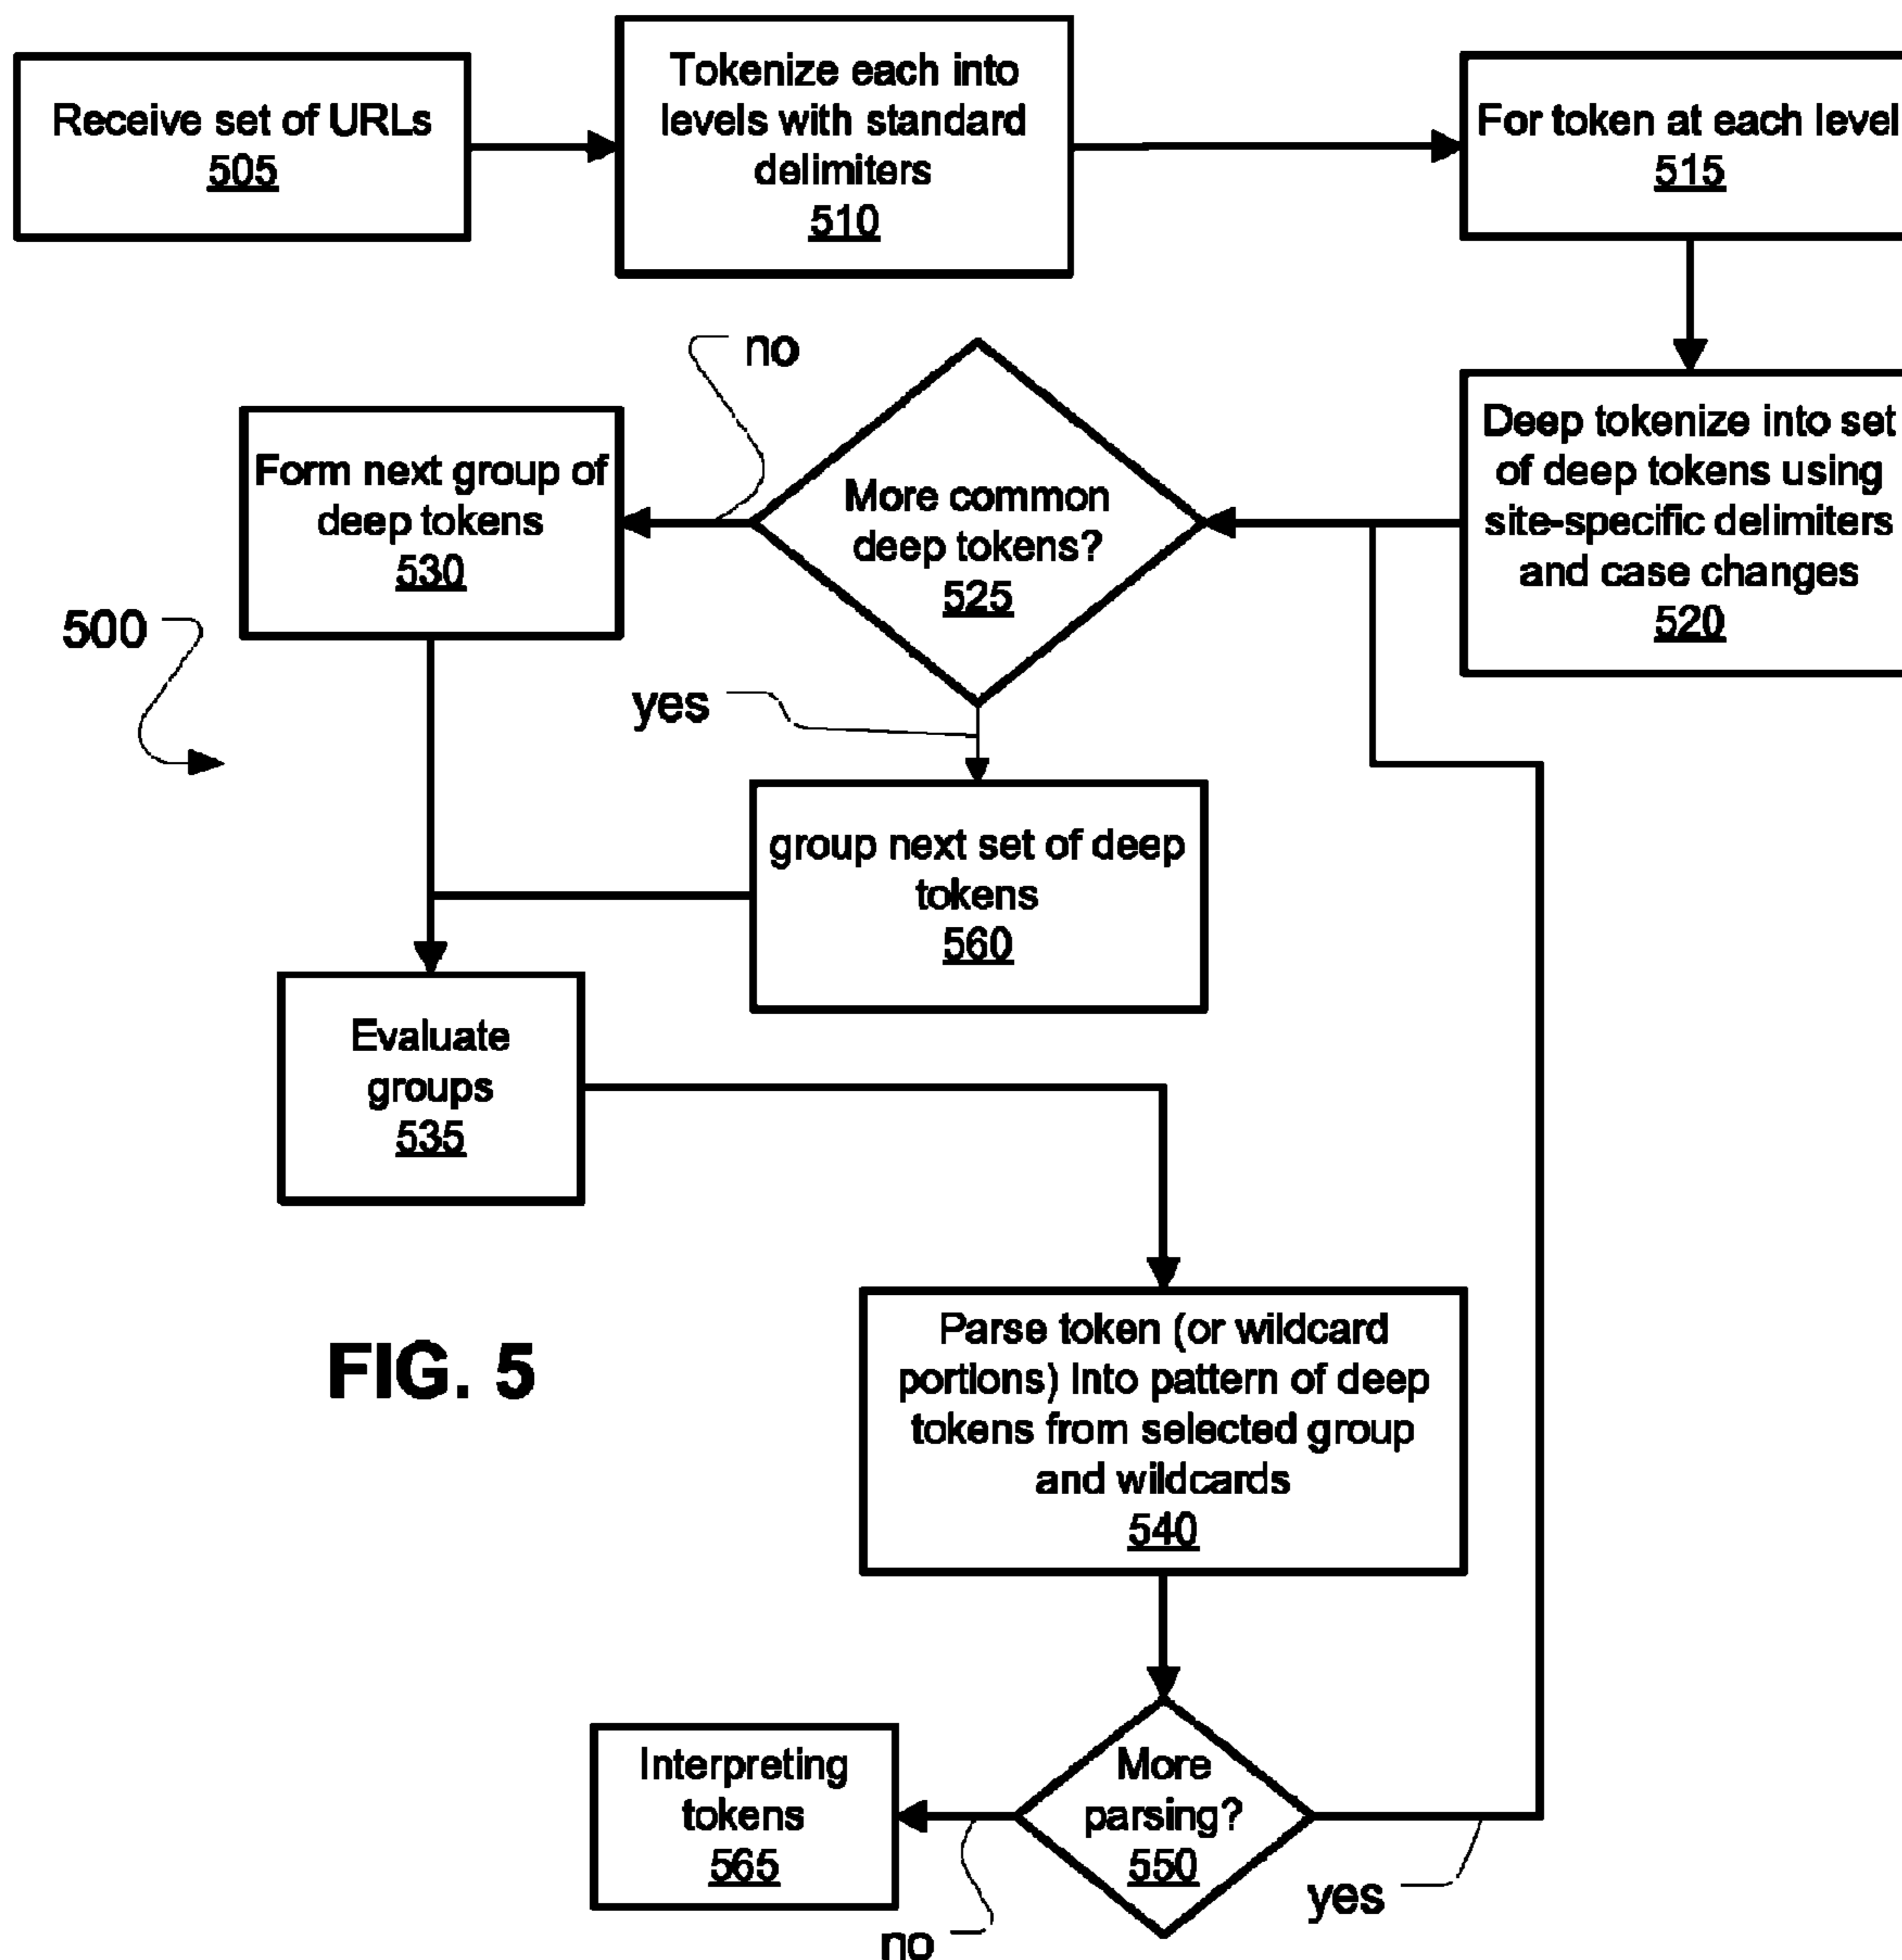 Receive set of URLs
505
Tokenize each into
levels with standard
delimiters
510
For token at each level
515
no
Form next group of
deep tokens
530
More common
deep tokens?
525
Deep tokenize into set
of deep tokens using
site-specific delimiters
and case changes
520
500
yes
group next set of deep
tokens
560
Evaluate
groups
535
FIG. 5
Parse token (or wildcard
portions) into pattern of deep
tokens from selected group
and wildcards
540
Interpreting
tokens
565
More
parsing?
550
yes
no